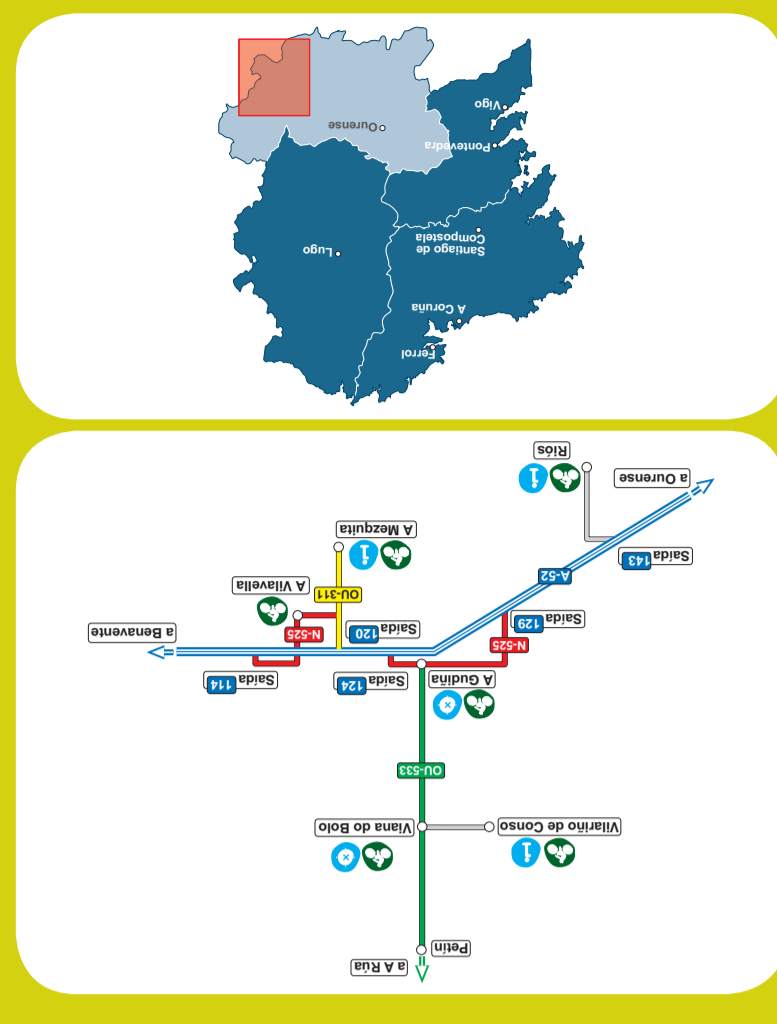 a A Rúa
Petín
Vilariño de Conso
Viana do Bolo
OU-533
A Gudiña
Saída 124
Saída 114
N-525
Saída 129
Saída 120
N-525
a Benavente
OU-311
A Vilavella
A-52
Saída 143
A Mezquita
a Ourense
Riós
Ferrol
A Coruña
Santiago de
Compostela
Lugo
Pontevedra
Ourense
Vigo